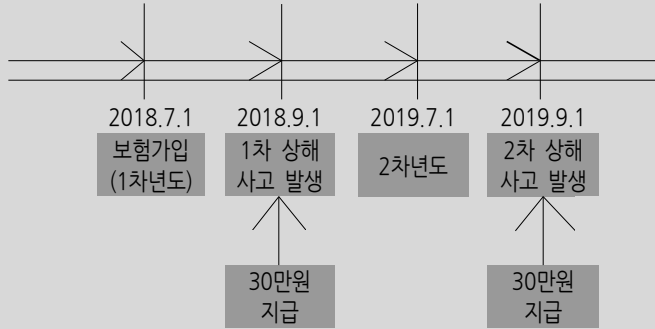 2018.7.1 2018.9.1 2019.7.1 2019.9.1
보험가입
(1차년도)
1차 상해
사고 발생
2차년도
2차 상해
사고 발생
30만원
지급
30만원
지급